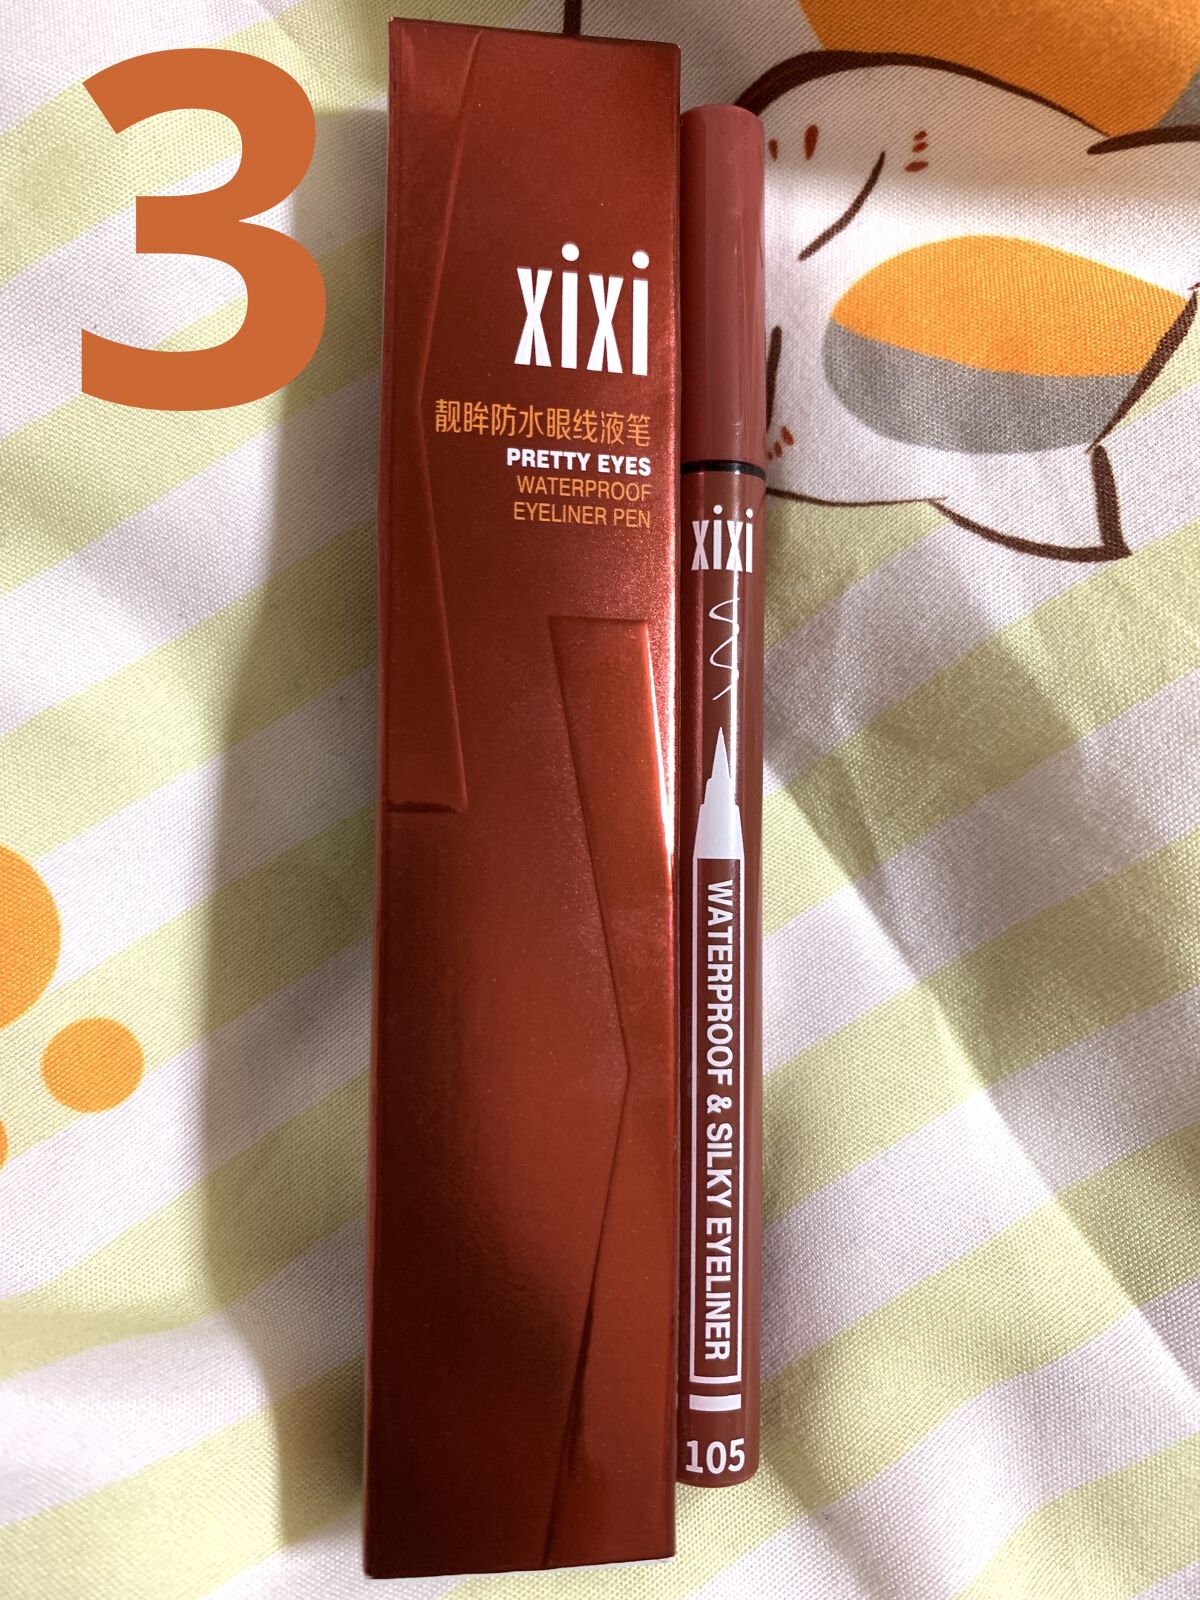 3
xixi
靓眸防水眼线液笔
PRETTY EYES
WATERPROOF
EYELINER PEN
xixi
WATERPROOF & SILKY EYELINER
105